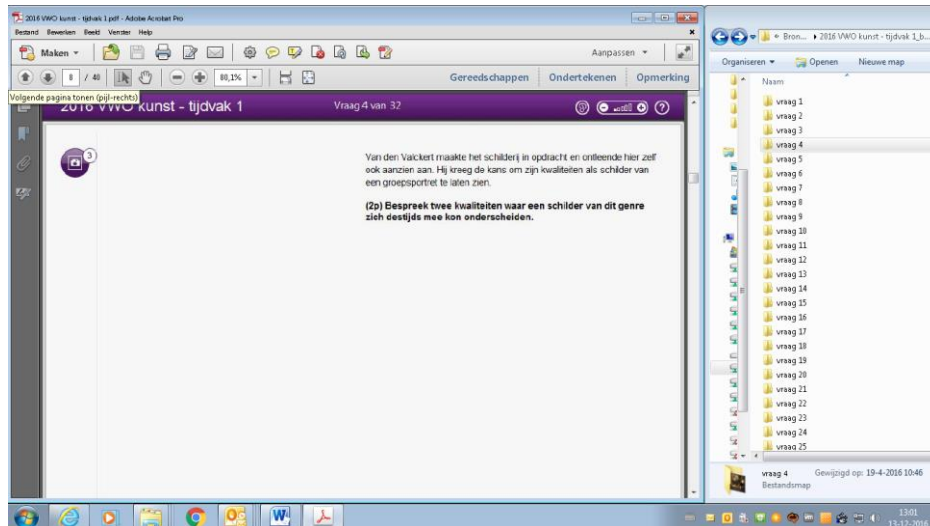 2016 VWO kunst - tijdvak 1.pdf - Adobe Acrobat Pro
Bestand Bewerken Beeld Venster Help
Maken
Aanpassen
8 / 40
80,1%
Gereedschappen Ondertekenen Opmerking
Volgende pagina tonen (pijl-rechts)
2016 VWO kunst - tijdvak 1
Vraag 4 van 32
3
Van den Valckert maakte het schilderij in opdracht en ontleende hier zelf
ook aanzien aan. Hij kreeg de kans om zijn kwaliteiten als schilder van
een groepsportret te laten zien.
(2p) Bespreek twee kwaliteiten waar een schilder van dit genre
zich destijds mee kon onderscheiden.
« Bron... 2016 VWO kunst - tijdvak 1_b...
Organiseren Openen Nieuwe map
Naam
vraag 1
vraag 2
vraag 3
vraag 4
vraag 5
vraag 6
vraag 7
vraag 8
vraag 9
vraag 10
vraag 11
vraag 12
vraag 13
vraag 14
vraag 15
vraag 16
vraag 17
vraag 18
vraag 19
vraag 20
vraag 21
vraag 22
vraag 23
vraag 24
vraag 25
vraag 4 Gewijzigd op: 19-4-2016 10:46
Bestandsmap
13:01
13-12-2016